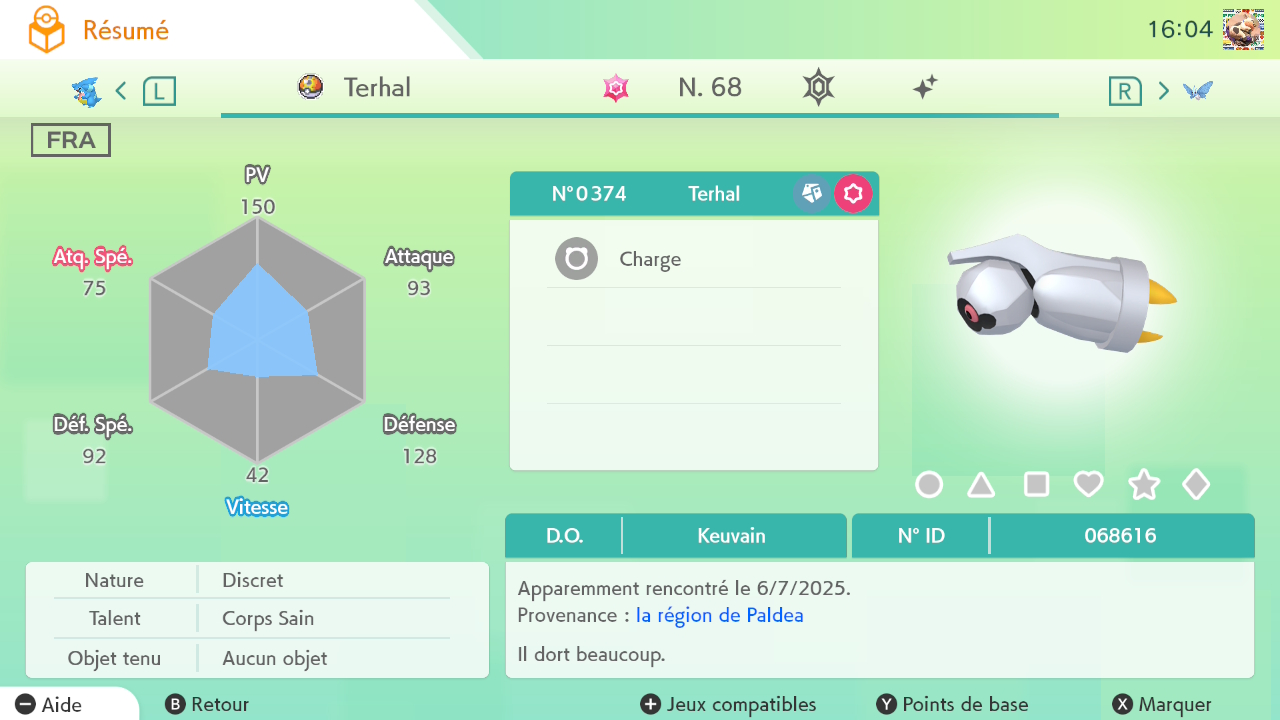 Résumé
16:04
L
Terhal
N. 68
R
FRA
PV
150
Atq. Spé.
75
Attaque
93
Déf. Spé.
92
Défense
128
42
Vitesse
N°0374 Terhal
Charge
D.O. Keuvain
N° ID 068616
Nature Discret
Talent Corps Sain
Objet tenu Aucun objet
Apparemment rencontré le 6/7/2025.
Provenance : la région de Paldea
Il dort beaucoup.
Aide
B Retour
Jeux compatibles
Y Points de base
X Marquer